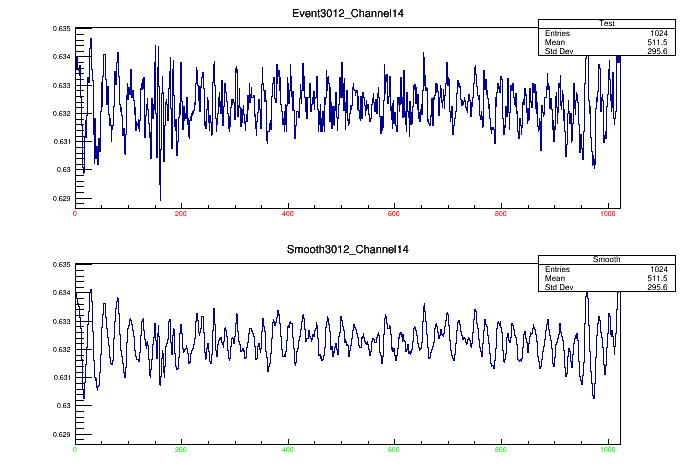 Event3012_Channel14
Test
Entries 1024
Mean 511.5
Std Dev 295.6
0.635
0.634
0.633
0.632
0.631
0.63
0.629
0 200 400 600 800 1000
Smooth3012_Channel14
Smooth
Entries 1024
Mean 511.5
Std Dev 295.6
0.635
0.634
0.633
0.632
0.631
0.63
0.629
0 200 400 600 800 1000